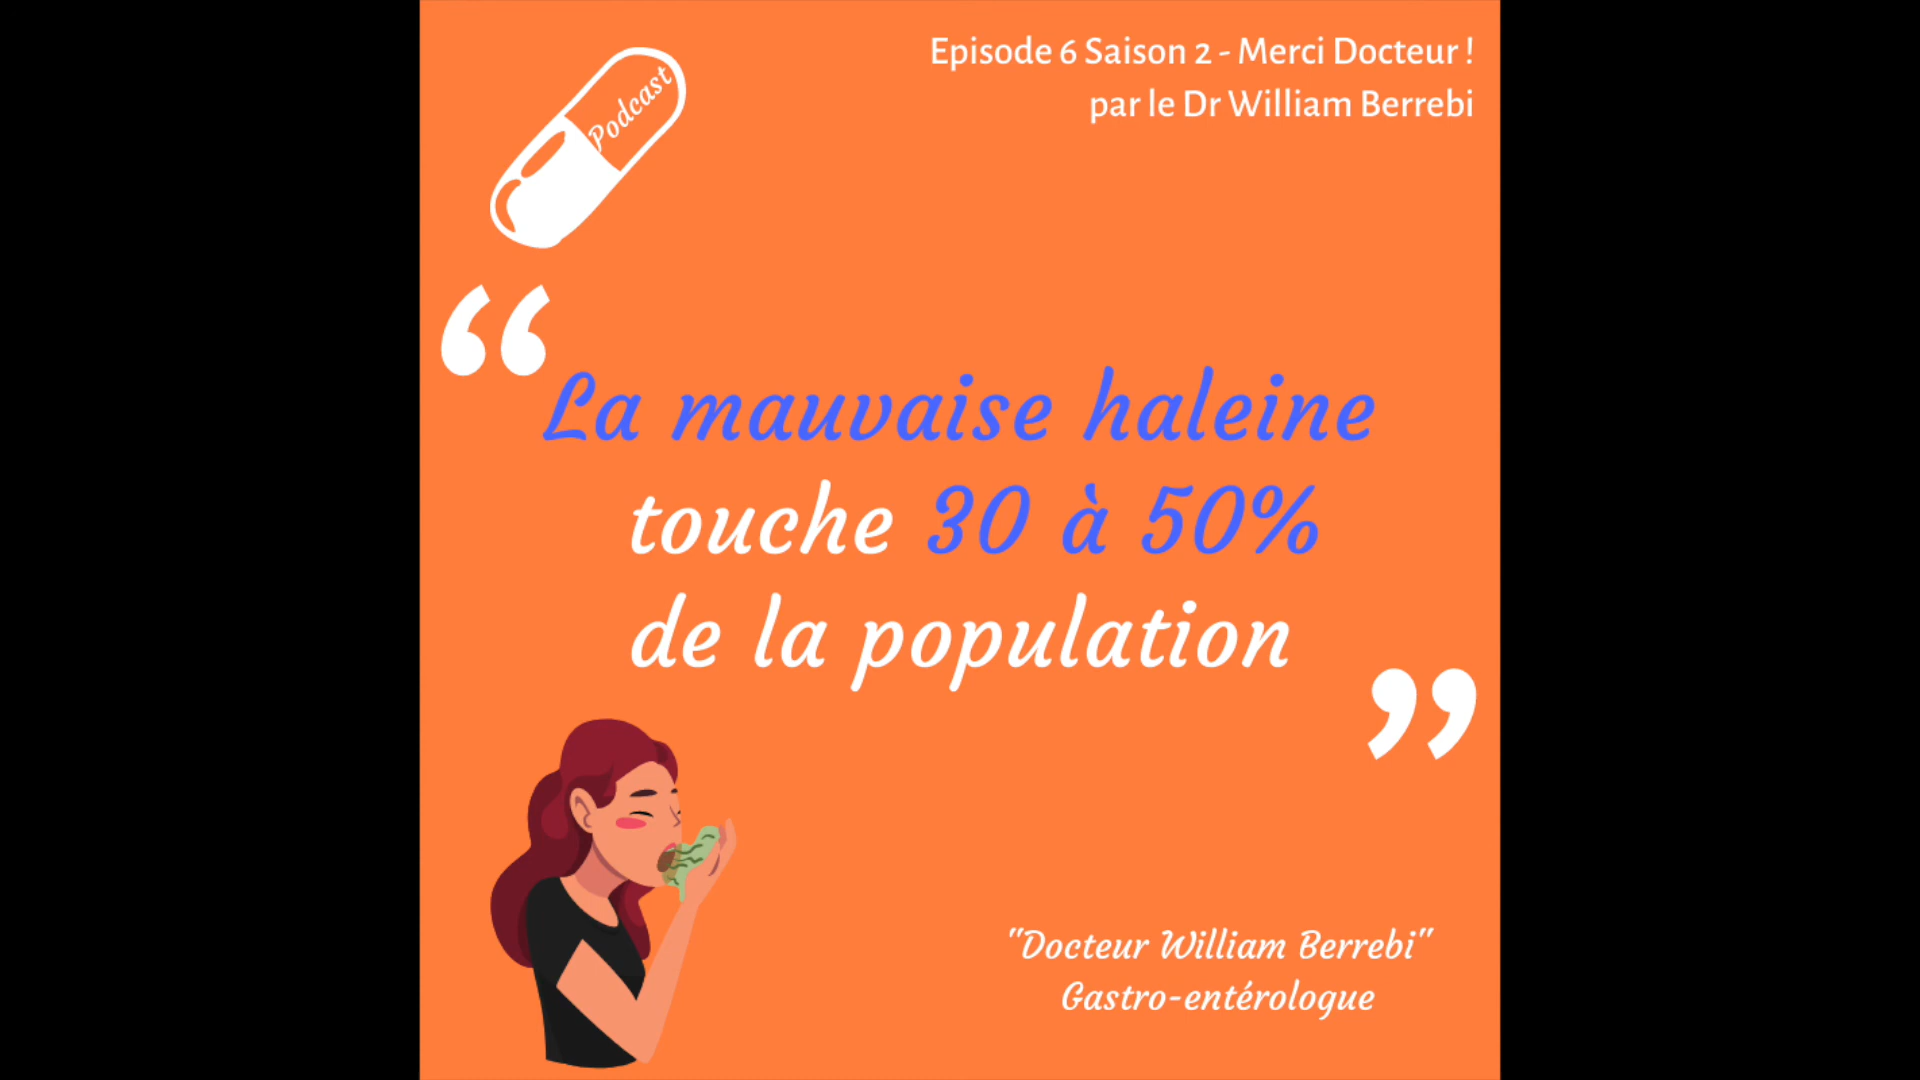 Podcast
Episode 6 Saison 2 - Merci Docteur !
par le Dr William Berrebi
“
La mauvaise haleine
touche 30 à 50%
de la population
”
"Docteur William Berrebi"
Gastro-entérologue